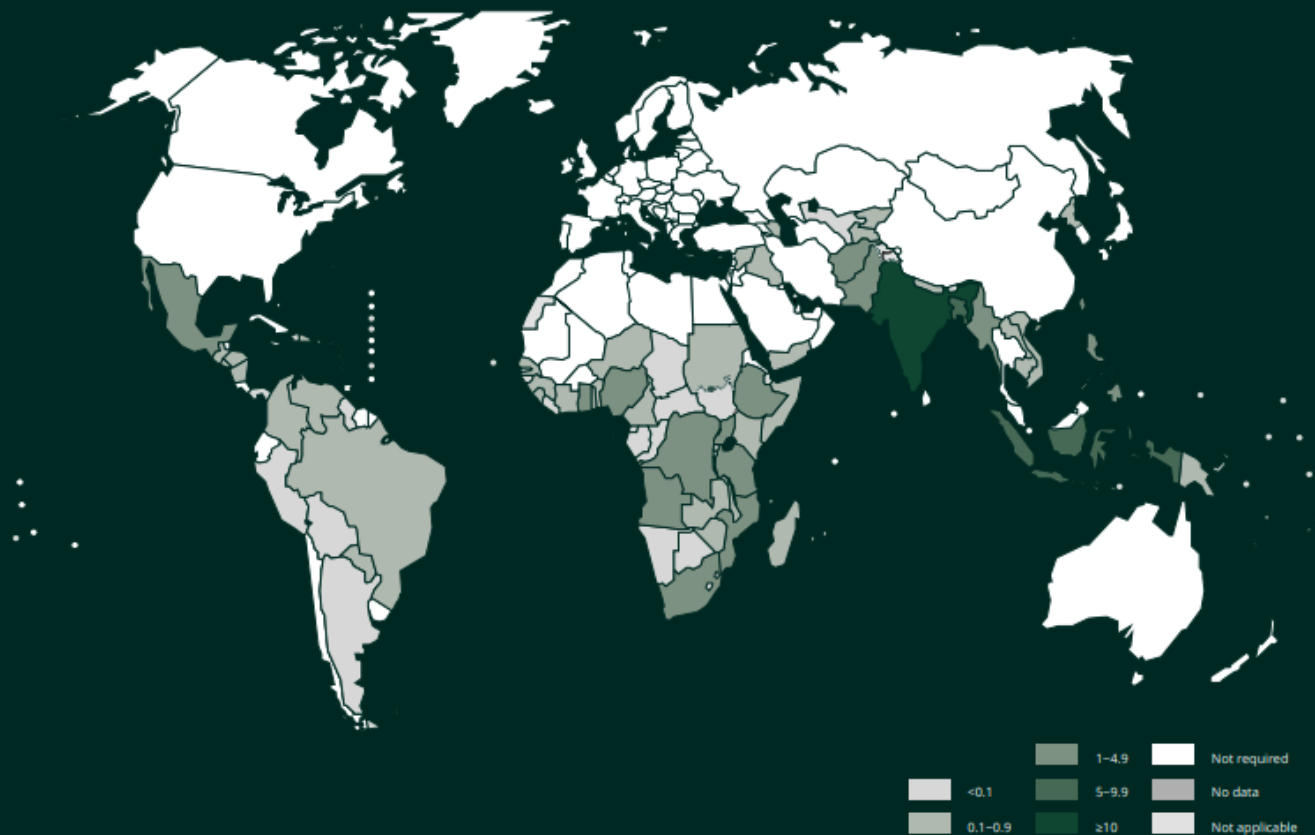 1−4.9
Not required
<0.1
5−9.9
No data
0.1−0.9
≥10
Not applicable